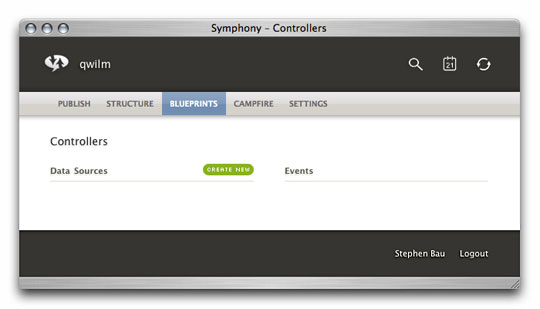 Symphony – Controllers
qwilm
21
PUBLISH STRUCTURE BLUEPRINTS CAMPFIRE SETTINGS
Controllers
Data Sources CREATE NEW Events
Stephen Bau Logout